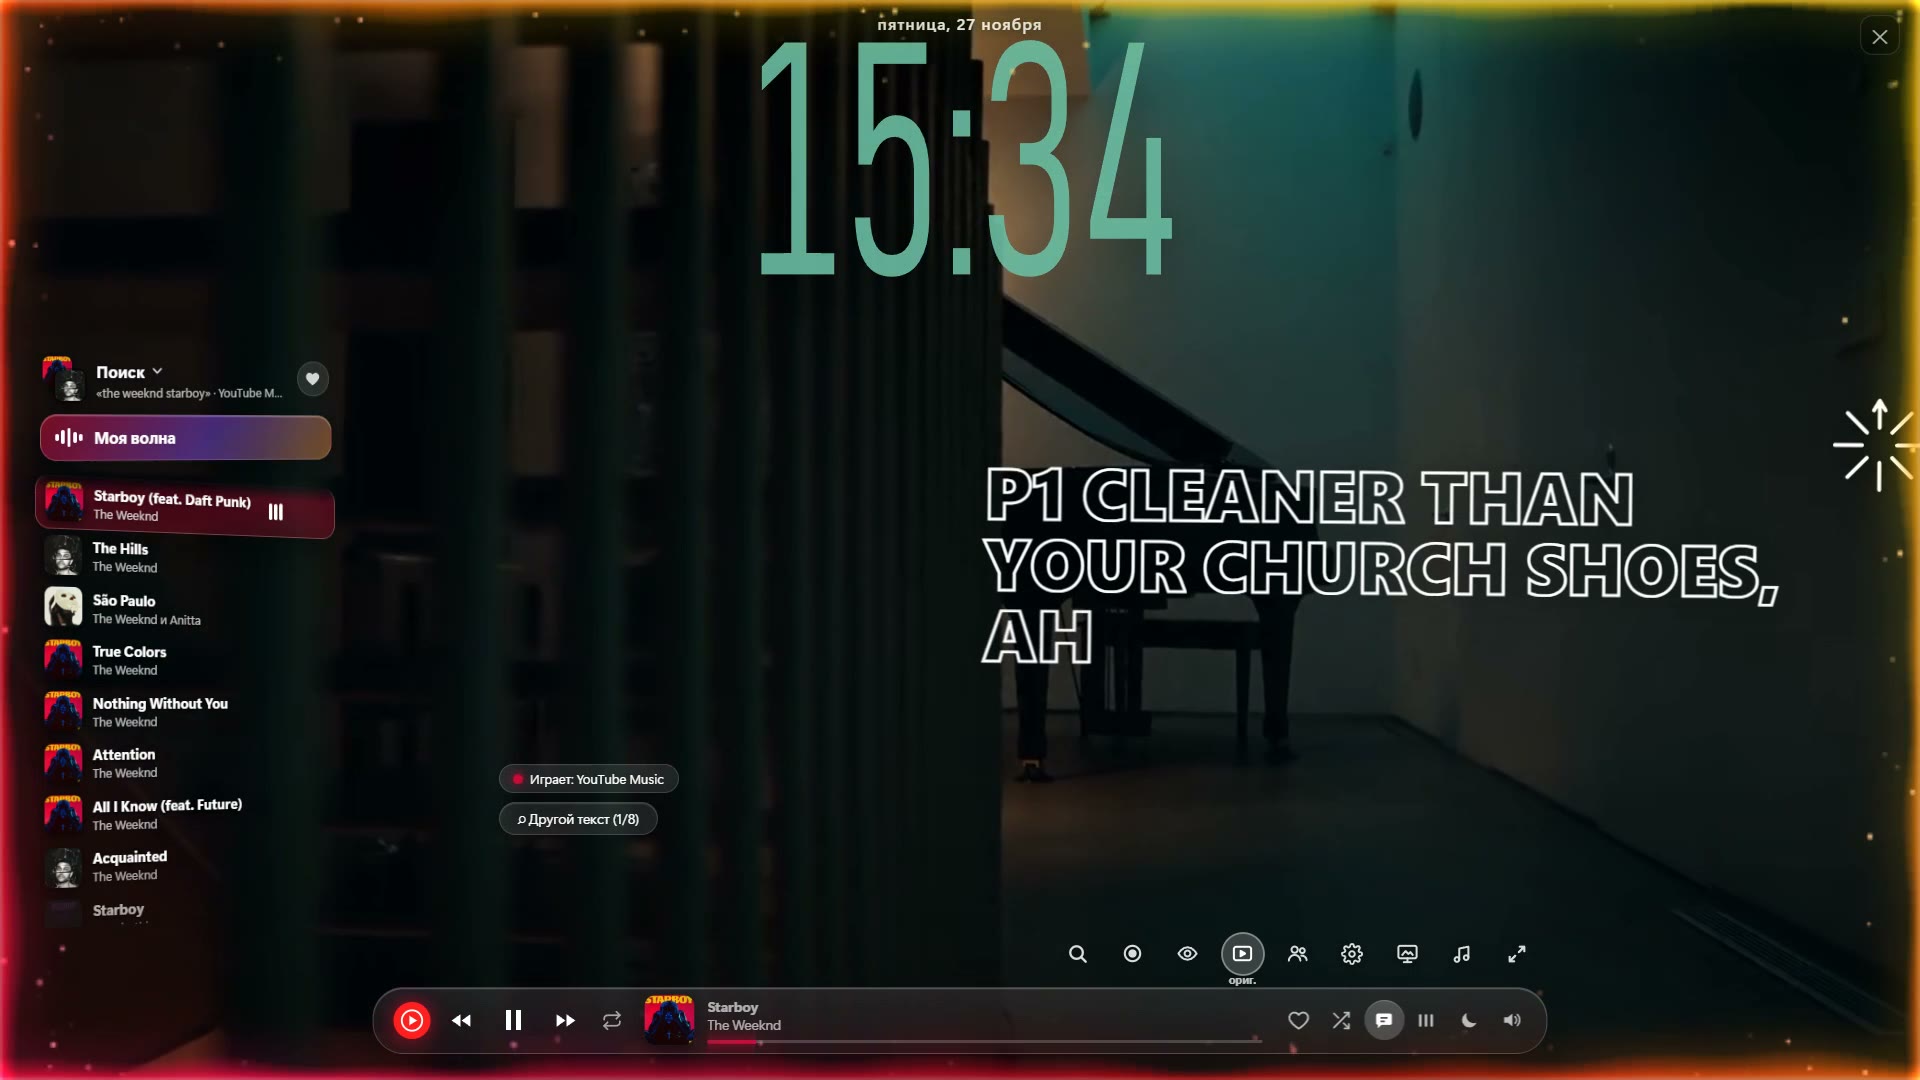 пятница, 27 ноября
15:34
Поиск
«the weeknd starboy» · YouTube M...
Моя волна
Starboy (feat. Daft Punk)
The Weeknd
The Hills
The Weeknd
São Paulo
The Weeknd и Anitta
True Colors
The Weeknd
Nothing Without You
The Weeknd
Attention
The Weeknd
All I Know (feat. Future)
The Weeknd
Acquainted
The Weeknd
Starboy
P1 CLEANER THAN
YOUR CHURCH SHOES,
AH
Играет: YouTube Music
Другой текст (1/8)
ориг.
STARBOY
Starboy
The Weeknd